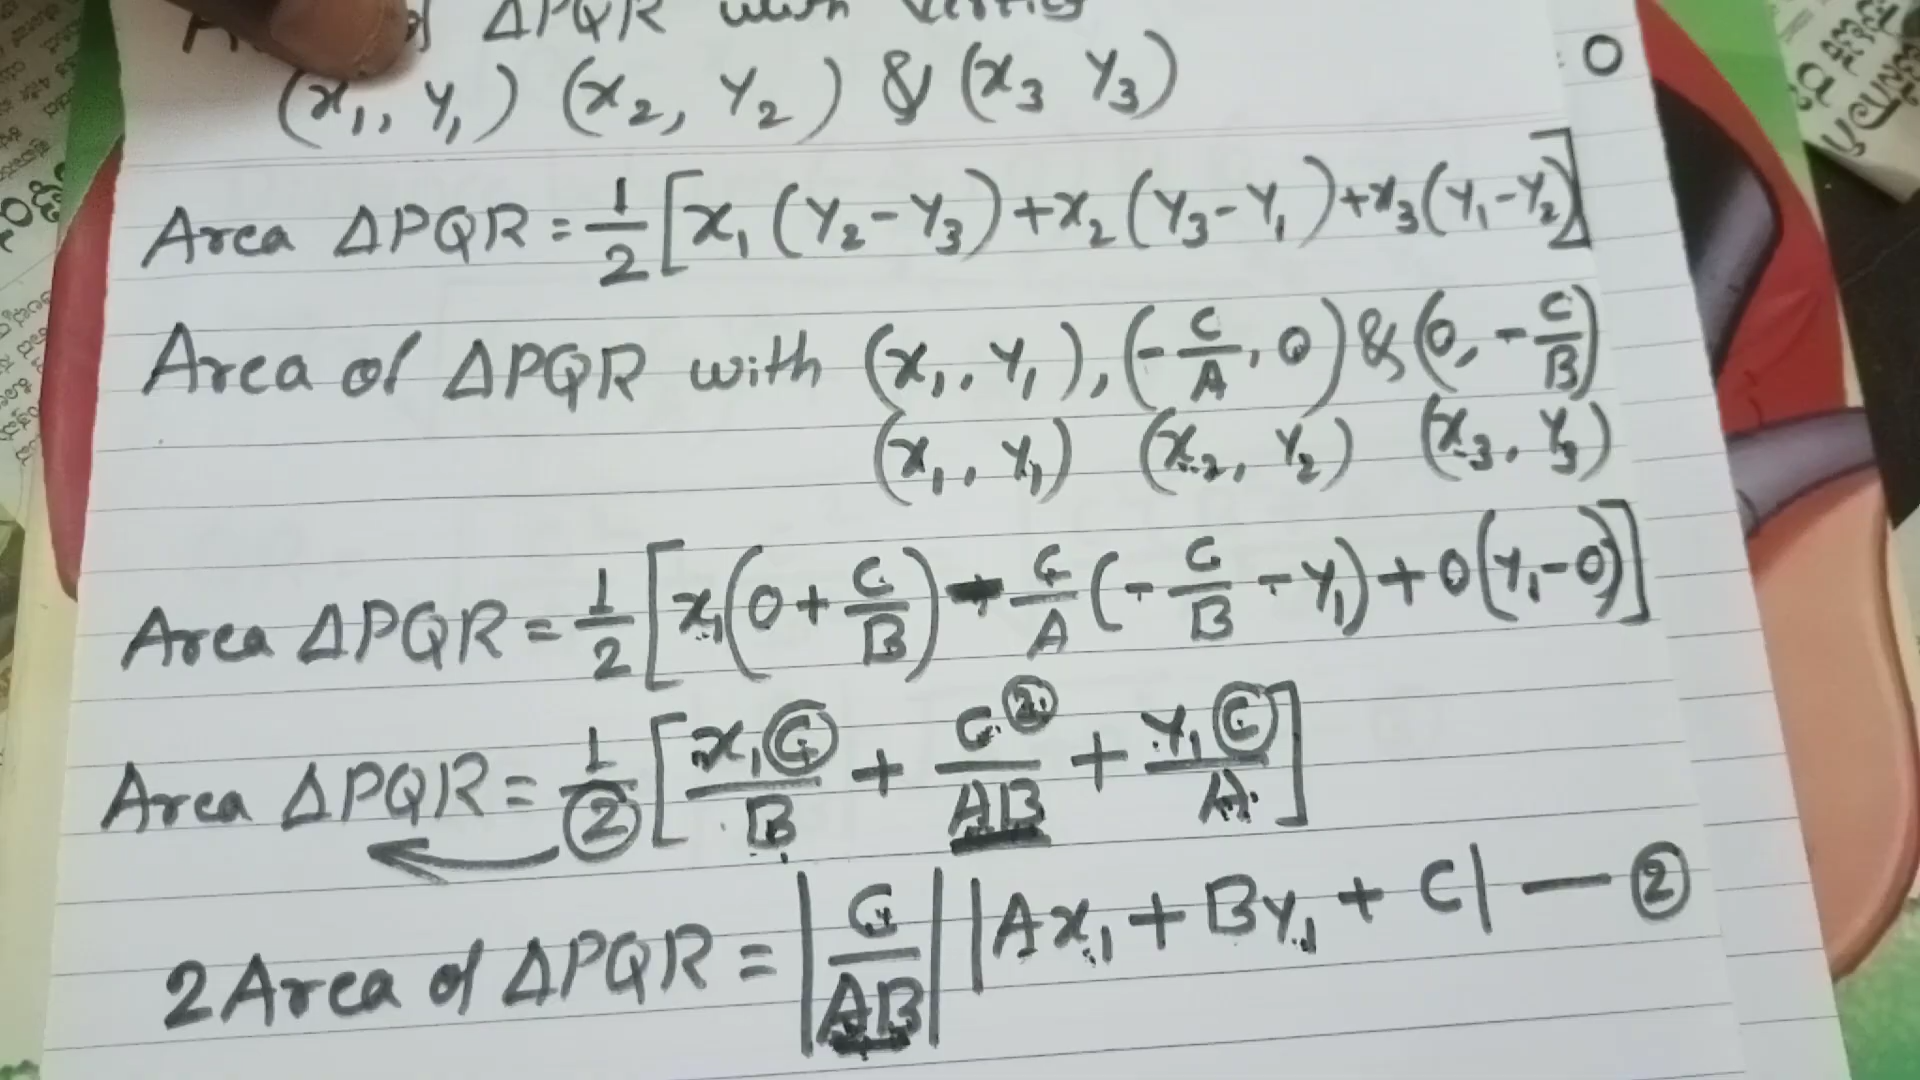 of ΔPQR with
(x₁, y₁) (x₂, y₂) & (x₃ y₃)
= 0
Area ΔPQR = 1/2 [x₁ (y₂ - y₃) + x₂ (y₃ - y₁) + x₃ (y₁ - y₂)]
Area of ΔPQR with (x₁, y₁), (-C/A, 0) & (0, -C/B)
(x₁, y₁) (x₂, y₂) (x₃, y₃)
Area ΔPQR = 1/2 [x₁ (0 + C/B) - C/A (-C/B - y₁) + 0 (y₁ - 0)]
Area ΔPQR = 1/2 [x₁C/B + C²/AB + y₁C/A]
2 Area of ΔPQR = |C/AB| |Ax₁ + By₁ + C| — ②